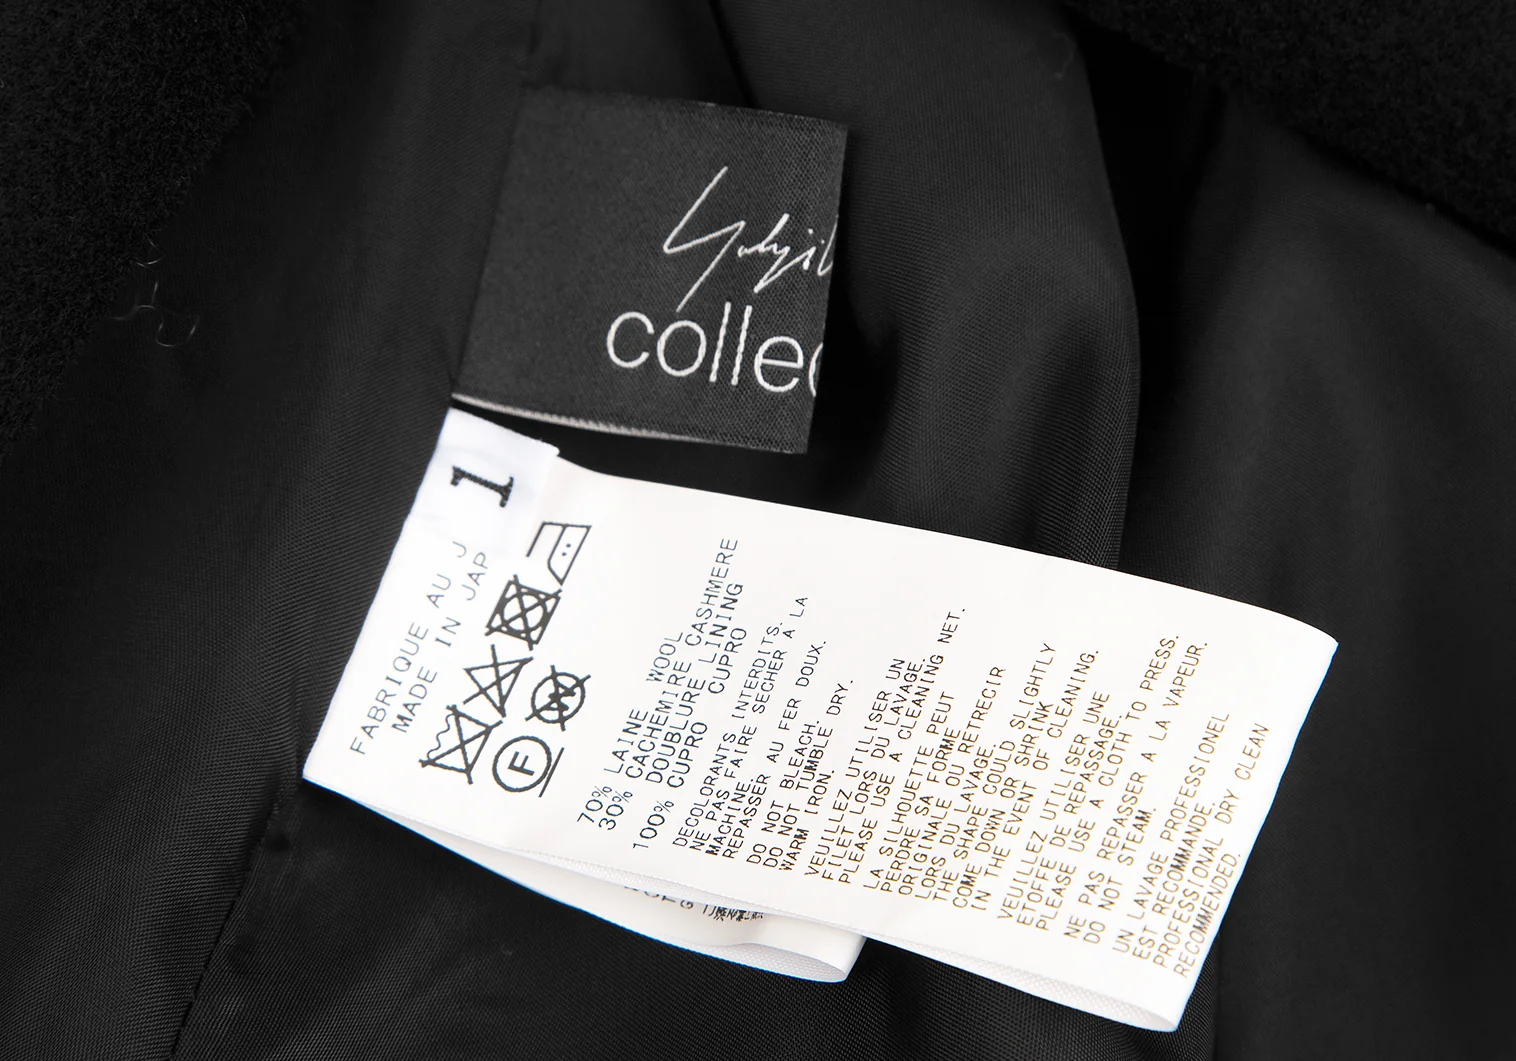 Yohji
collec
1
FABRIQUE AU J
MADE IN JAP
F
W
70% LAINE WOOL
30% CACHEMIRE CASHMERE
DOUBLURE LINING
100% CUPRO CUPRO
DECOLORANTS INTERDITS.
NE PAS FAIRE SECHER A LA
MACHINE.
REPASSER AU FER DOUX.
DO NOT BLEACH.
DO NOT TUMBLE DRY.
WARM IRON.
VEUILLEZ UTILISER UN
FILET LORS DU LAVAGE.
PLEASE USE A CLEANING NET.
LA SILHOUETTE PEUT
PERDRE SA FORME
ORIGINALE OU RETRECIR
LORS DU LAVAGE.
THE SHAPE COULD SLIGHTLY
COME DOWN OR SHRINK
IN THE EVENT OF CLEANING.
VEUILLEZ UTILISER UNE
ETOFFE DE REPASSAGE.
PLEASE USE A CLOTH TO PRESS.
NE PAS REPASSER A LA VAPEUR.
DO NOT STEAM.
UN LAVAGE PROFESSIONEL
EST RECOMMANDE.
PROFESSIONAL DRY CLEAN
RECOMMENDED.